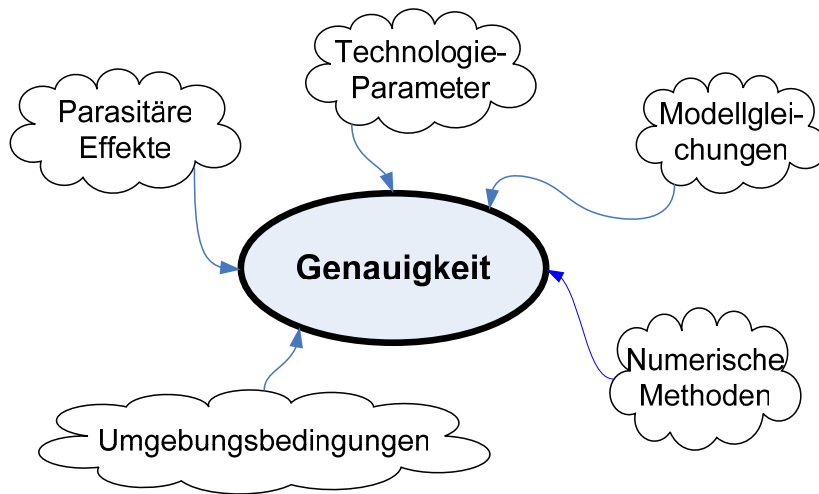 Technologie-
Parameter
Parasitäre
Effekte
Modellglei-
chungen
Genauigkeit
Numerische
Methoden
Umgebungsbedingungen